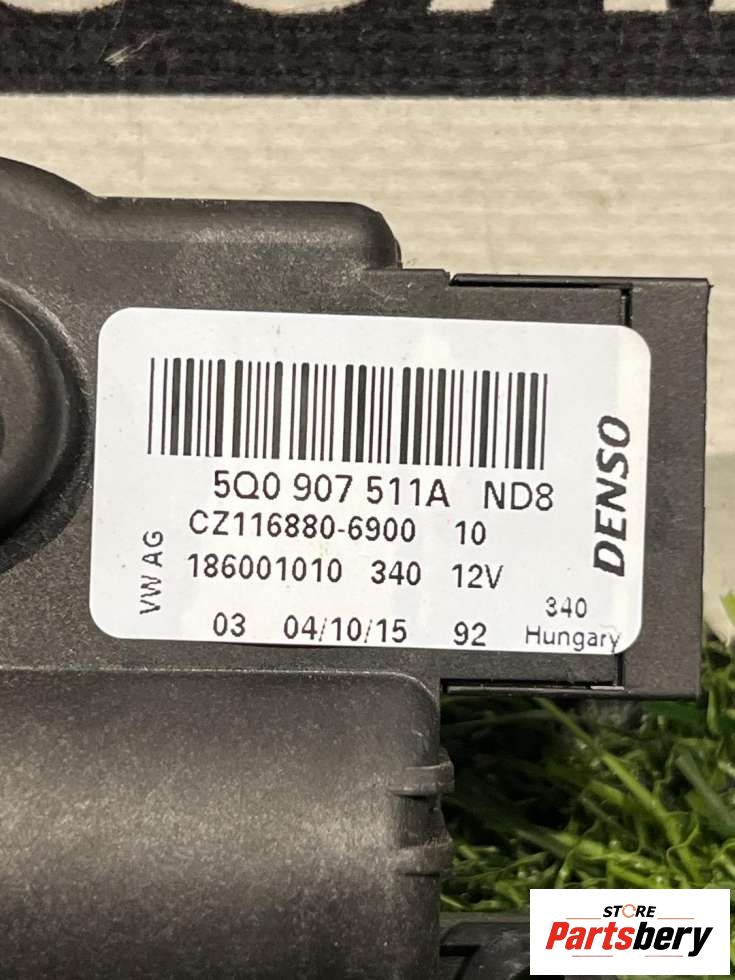 5Q0 907 511A ND8
CZ116880-6900 10
186001010 340 12V
03 04/10/15 92
VW AG
DENSO
340
Hungary
STORE
Partsbery